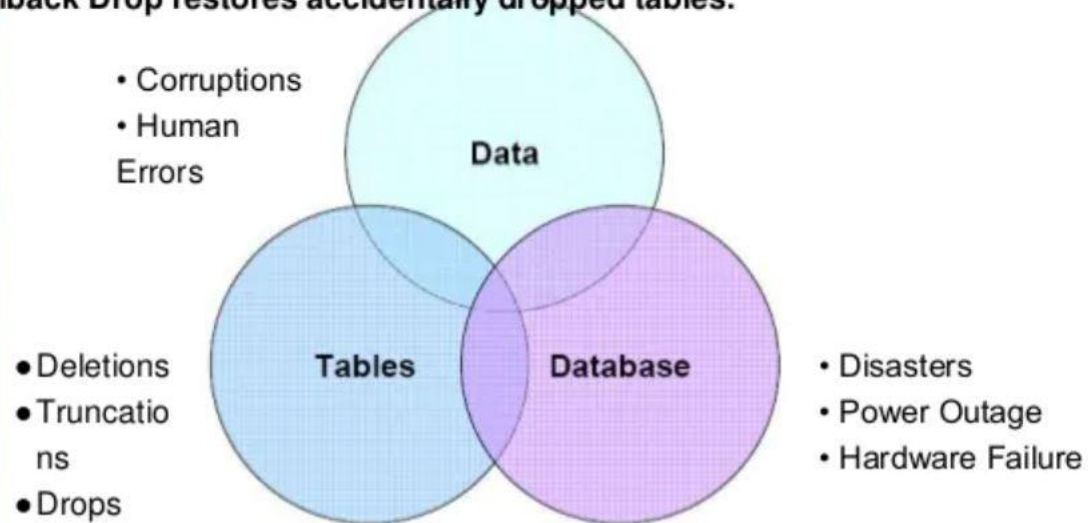 back Drop restores accidentally dropped tables.
• Corruptions
• Human
Errors
Data
Tables
Database
● Deletions
● Truncatio
ns
● Drops
• Disasters
• Power Outage
• Hardware Failure